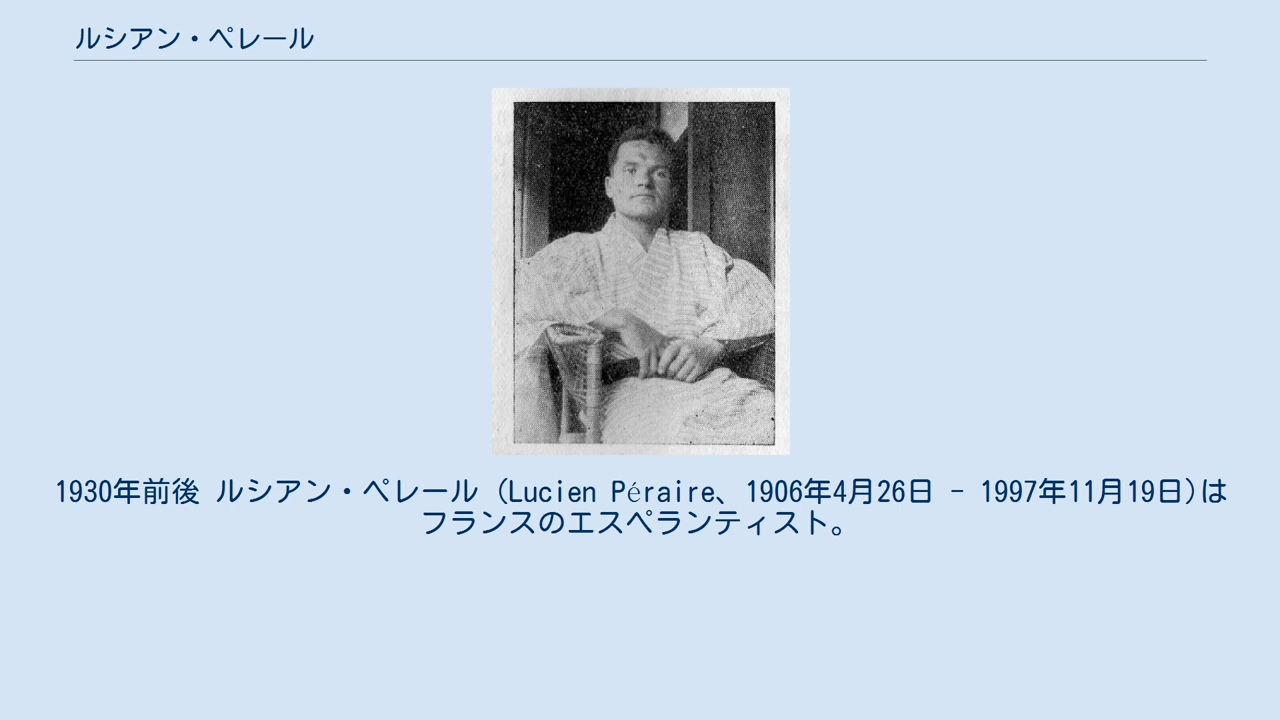 ルシアン・ペレール
1930年前後 ルシアン・ペレール (Lucien Péraire、1906年4月26日 - 1997年11月19日)は
フランスのエスペランティスト。